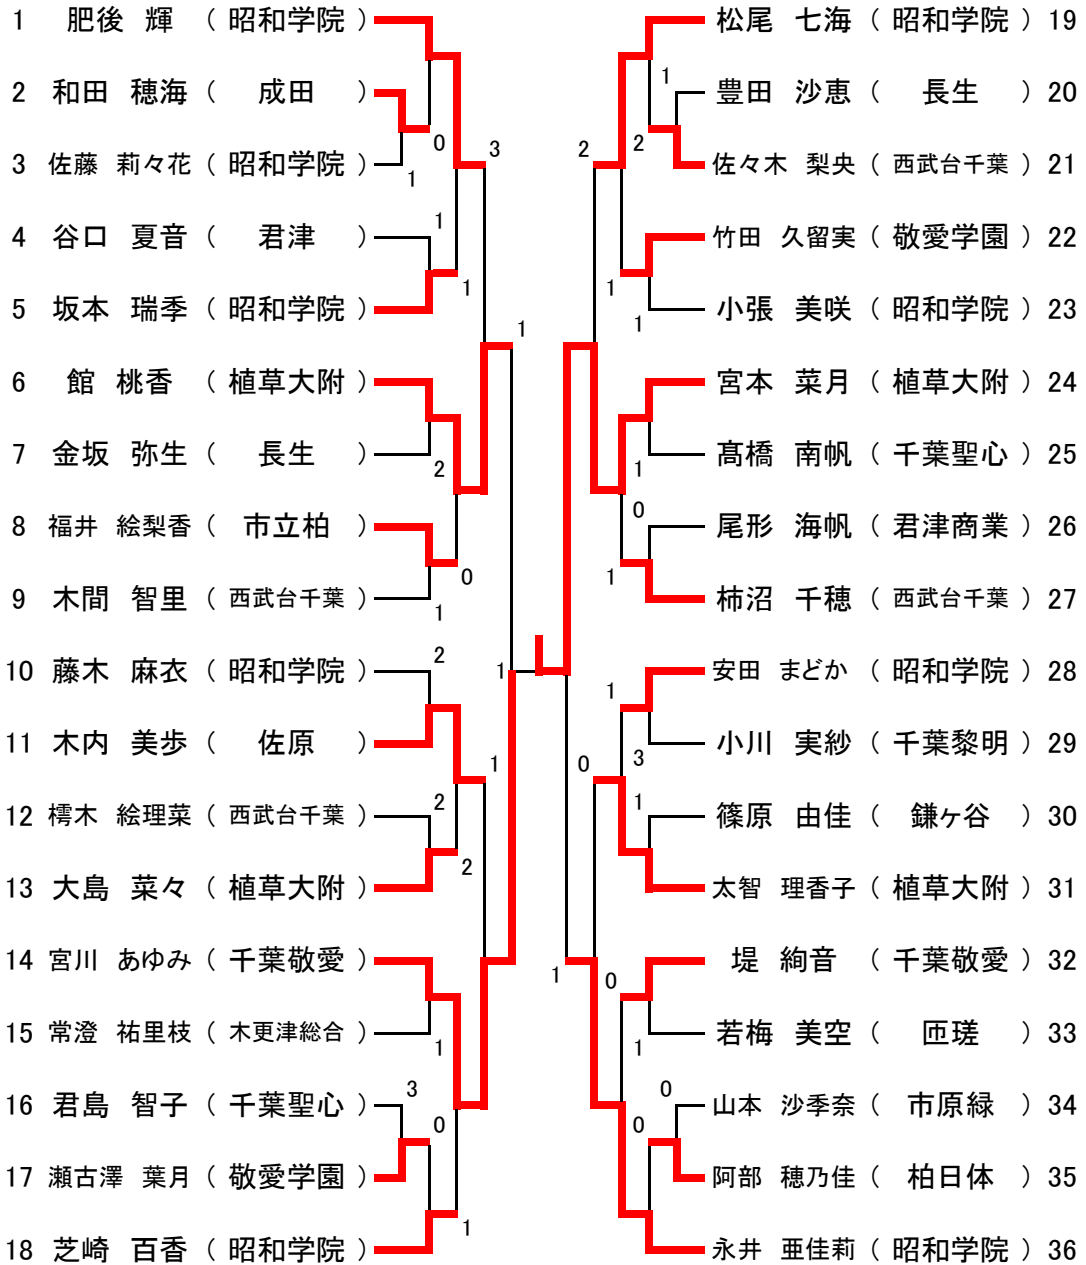 1 肥後 輝 ( 昭和学院 )
2 和田 穂海 ( 成田 )
0
3 佐藤 莉々花 ( 昭和学院 )
1
3
4 谷口 夏音 ( 君津 )
1
5 坂本 瑞季 ( 昭和学院 )
1
1
6 館 桃香 ( 植草大附 )
7 金坂 弥生 ( 長生 )
2
8 福井 絵梨香 ( 市立柏 )
0
9 木間 智里 ( 西武台千葉 )
1
10 藤木 麻衣 ( 昭和学院 )
2
1
11 木内 美歩 ( 佐原 )
1
12 樗木 絵理菜 ( 西武台千葉 )
2
13 大島 菜々 ( 植草大附 )
2
14 宮川 あゆみ ( 千葉敬愛 )
15 常澄 祐里枝 ( 木更津総合 )
1
16 君島 智子 ( 千葉聖心 )
3
0
17 瀬古澤 葉月 ( 敬愛学園 )
18 芝崎 百香 ( 昭和学院 )
1
松尾 七海 ( 昭和学院 ) 19
1
豊田 沙恵 ( 長生 ) 20
2
2
佐々木 梨央 ( 西武台千葉 ) 21
竹田 久留実 ( 敬愛学園 ) 22
1
小張 美咲 ( 昭和学院 ) 23
1
宮本 菜月 ( 植草大附 ) 24
髙橋 南帆 ( 千葉聖心 ) 25
1
0
尾形 海帆 ( 君津商業 ) 26
1
柿沼 千穂 ( 西武台千葉 ) 27
安田 まどか ( 昭和学院 ) 28
1
小川 実紗 ( 千葉黎明 ) 29
3
0
1
篠原 由佳 ( 鎌ヶ谷 ) 30
太智 理香子 ( 植草大附 ) 31
堤 絢音 ( 千葉敬愛 ) 32
1
0
若梅 美空 ( 匝瑳 ) 33
1
0
山本 沙季奈 ( 市原緑 ) 34
0
阿部 穂乃佳 ( 柏日体 ) 35
永井 亜佳莉 ( 昭和学院 ) 36